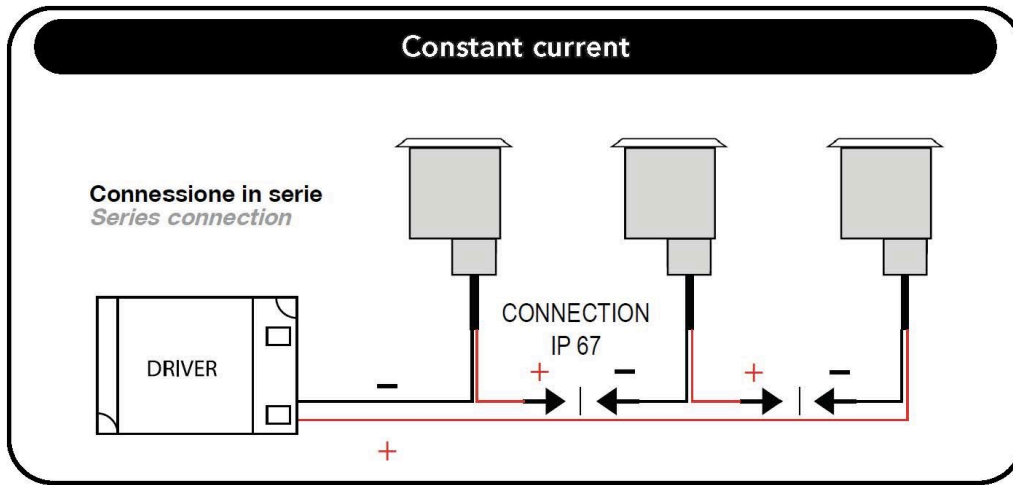 Constant current
Connessione in serie
Series connection
CONNECTION
IP 67
DRIVER
+ − + −
−
+